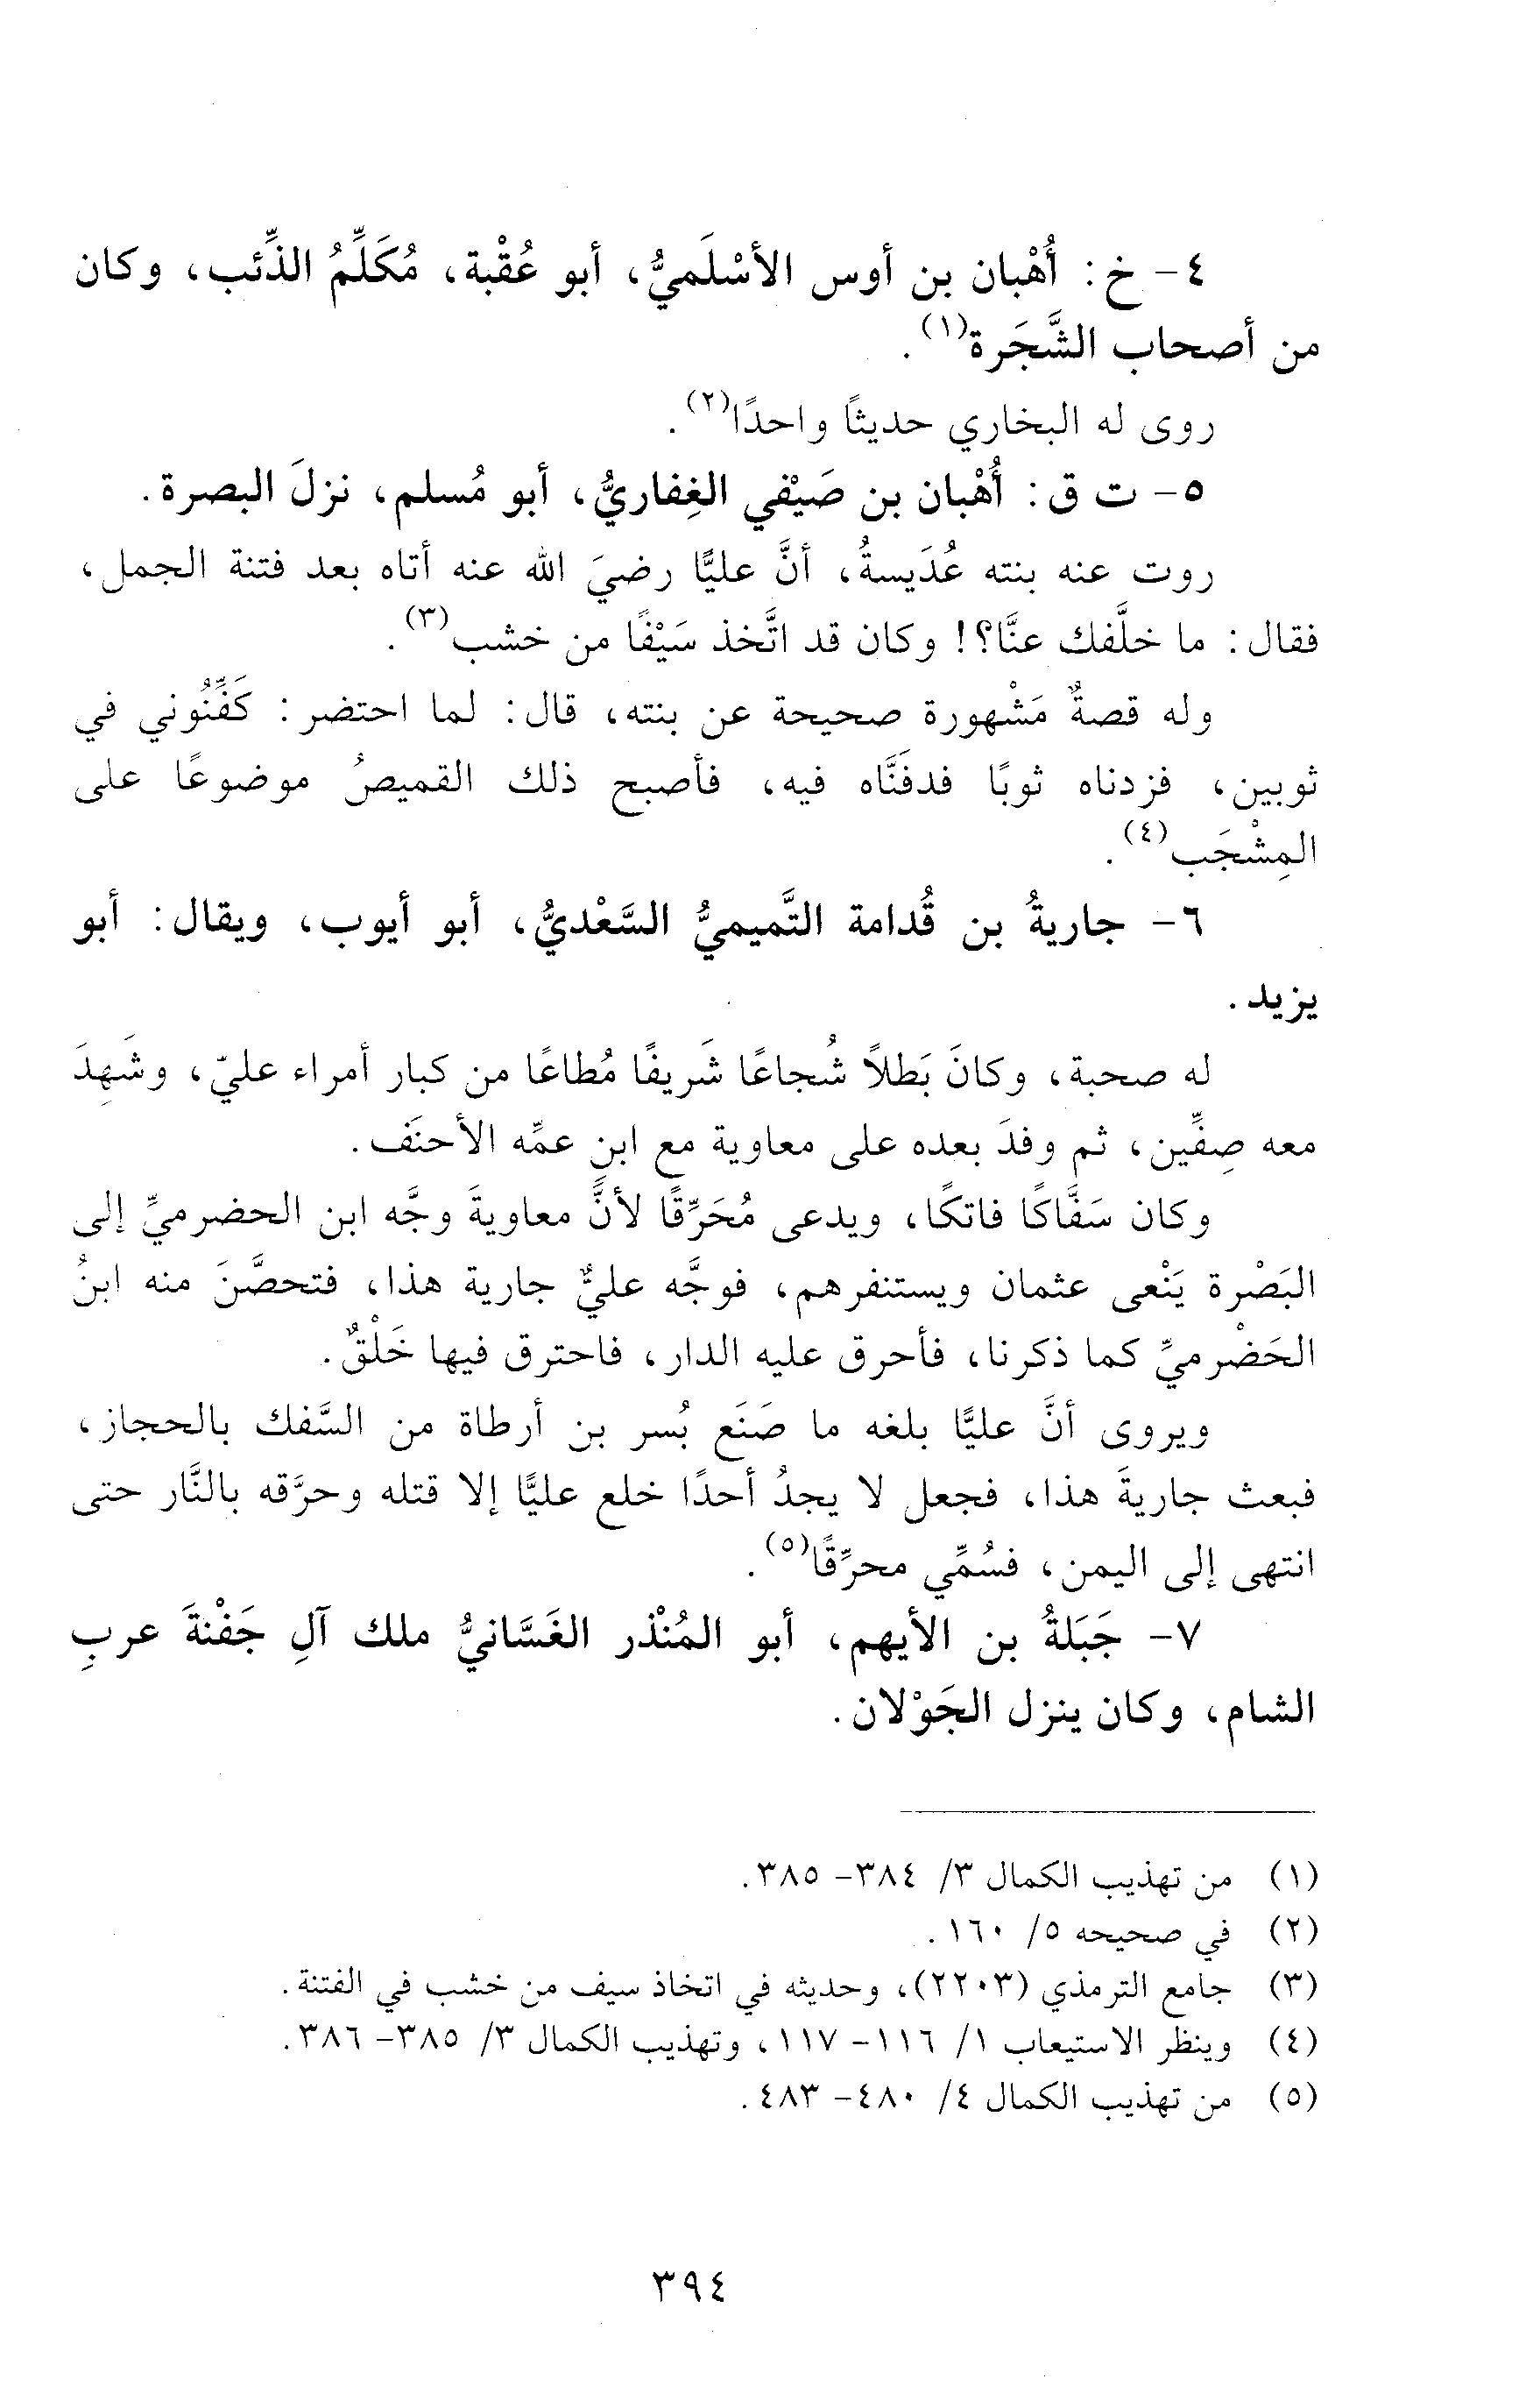 ٤- خ: أُهْبان بن أوس الأسْلَميُّ، أبو عُقْبة، مُكَلِّمُ الذِّئب، وكان
من أصحاب الشَّجَرة(١).
روى له البخاري حديثًا واحدًا(٢).
٥- ت ق: أُهْبان بن صَيْفي الغِفاريُّ، أبو مُسلم، نزلَ البصرة.
روت عنه بنته عُدَيسةُ، أنَّ عليًّا رضيَ الله عنه أتاه بعد فتنة الجمل،
فقال: ما خلَّفك عنَّا؟! وكان قد اتَّخذ سَيْفًا من خشب(٣).
وله قصةٌ مَشْهورة صحيحة عن بنته، قال: لما احتضر: كَفِّنُوني في
ثوبين، فزدناه ثوبًا فدفَنَّاه فيه، فأصبح ذلك القميصُ موضوعًا على
المِشْجَب(٤).
٦- جاريةُ بن قُدامة التَّميميُّ السَّعْديُّ، أبو أيوب، ويقال: أبو
يزيد.
له صحبة، وكانَ بَطلاً شُجاعًا شَريفًا مُطاعًا من كبار أمراء عليّ، وشَهِدَ
معه صِفِّين، ثم وفدَ بعده على معاوية مع ابنِ عمِّه الأحنَف.
وكان سَفَّاكًا فاتكًا، ويدعى مُحَرِّقًا لأنَّ معاويةَ وجَّه ابن الحضرميِّ إلى
البَصْرة يَنْعى عثمان ويستنفرهم، فوجَّه عليٌّ جارية هذا، فتحصَّنَ منه ابنُ
الحَضْرميِّ كما ذكرنا، فأحرق عليه الدار، فاحترق فيها خَلْقٌ.
ويروى أنَّ عليًّا بلغه ما صَنَع بُسر بن أرطاة من السَّفك بالحجاز،
فبعث جاريةَ هذا، فجعل لا يجدُ أحدًا خلع عليًّا إلا قتله وحرَّقه بالنَّار حتى
انتهى إلى اليمن، فسُمِّي محرِّقًا(٥).
٧- جَبَلةُ بن الأيهم، أبو المُنْذر الغَسَّانيُّ ملك آلِ جَفْنةَ عربِ
الشام، وكان ينزل الجَوْلان.
(١) من تهذيب الكمال ٣/ ٣٨٤- ٣٨٥.
(٢) في صحيحه ٥/ ١٦٠.
(٣) جامع الترمذي (٢٢٠٣)، وحديثه في اتخاذ سيف من خشب في الفتنة.
(٤) وينظر الاستيعاب ١/ ١١٦- ١١٧، وتهذيب الكمال ٣/ ٣٨٥- ٣٨٦.
(٥) من تهذيب الكمال ٤/ ٤٨٠- ٤٨٣.
٣٩٤